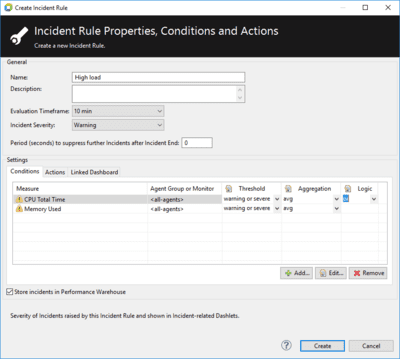 Create Incident Rule
Incident Rule Properties, Conditions and Actions
Create a new Incident Rule.
General
Name: High load
Description:
Evaluation Timeframe: 10 min
Incident Severity: Warning
Period (seconds) to suppress further Incidents after Incident End: 0
Settings
Conditions Actions Linked Dashboard
Measure Agent Group or Monitor Threshold Aggregation Logic
CPU Total Time <all-agents> warning or severe avg or
Memory Used <all-agents> warning or severe avg
Add... Edit... Remove
Store incidents in Performance Warehouse
Severity of Incidents raised by this Incident Rule and shown in Incident-related Dashlets.
? Create Cancel